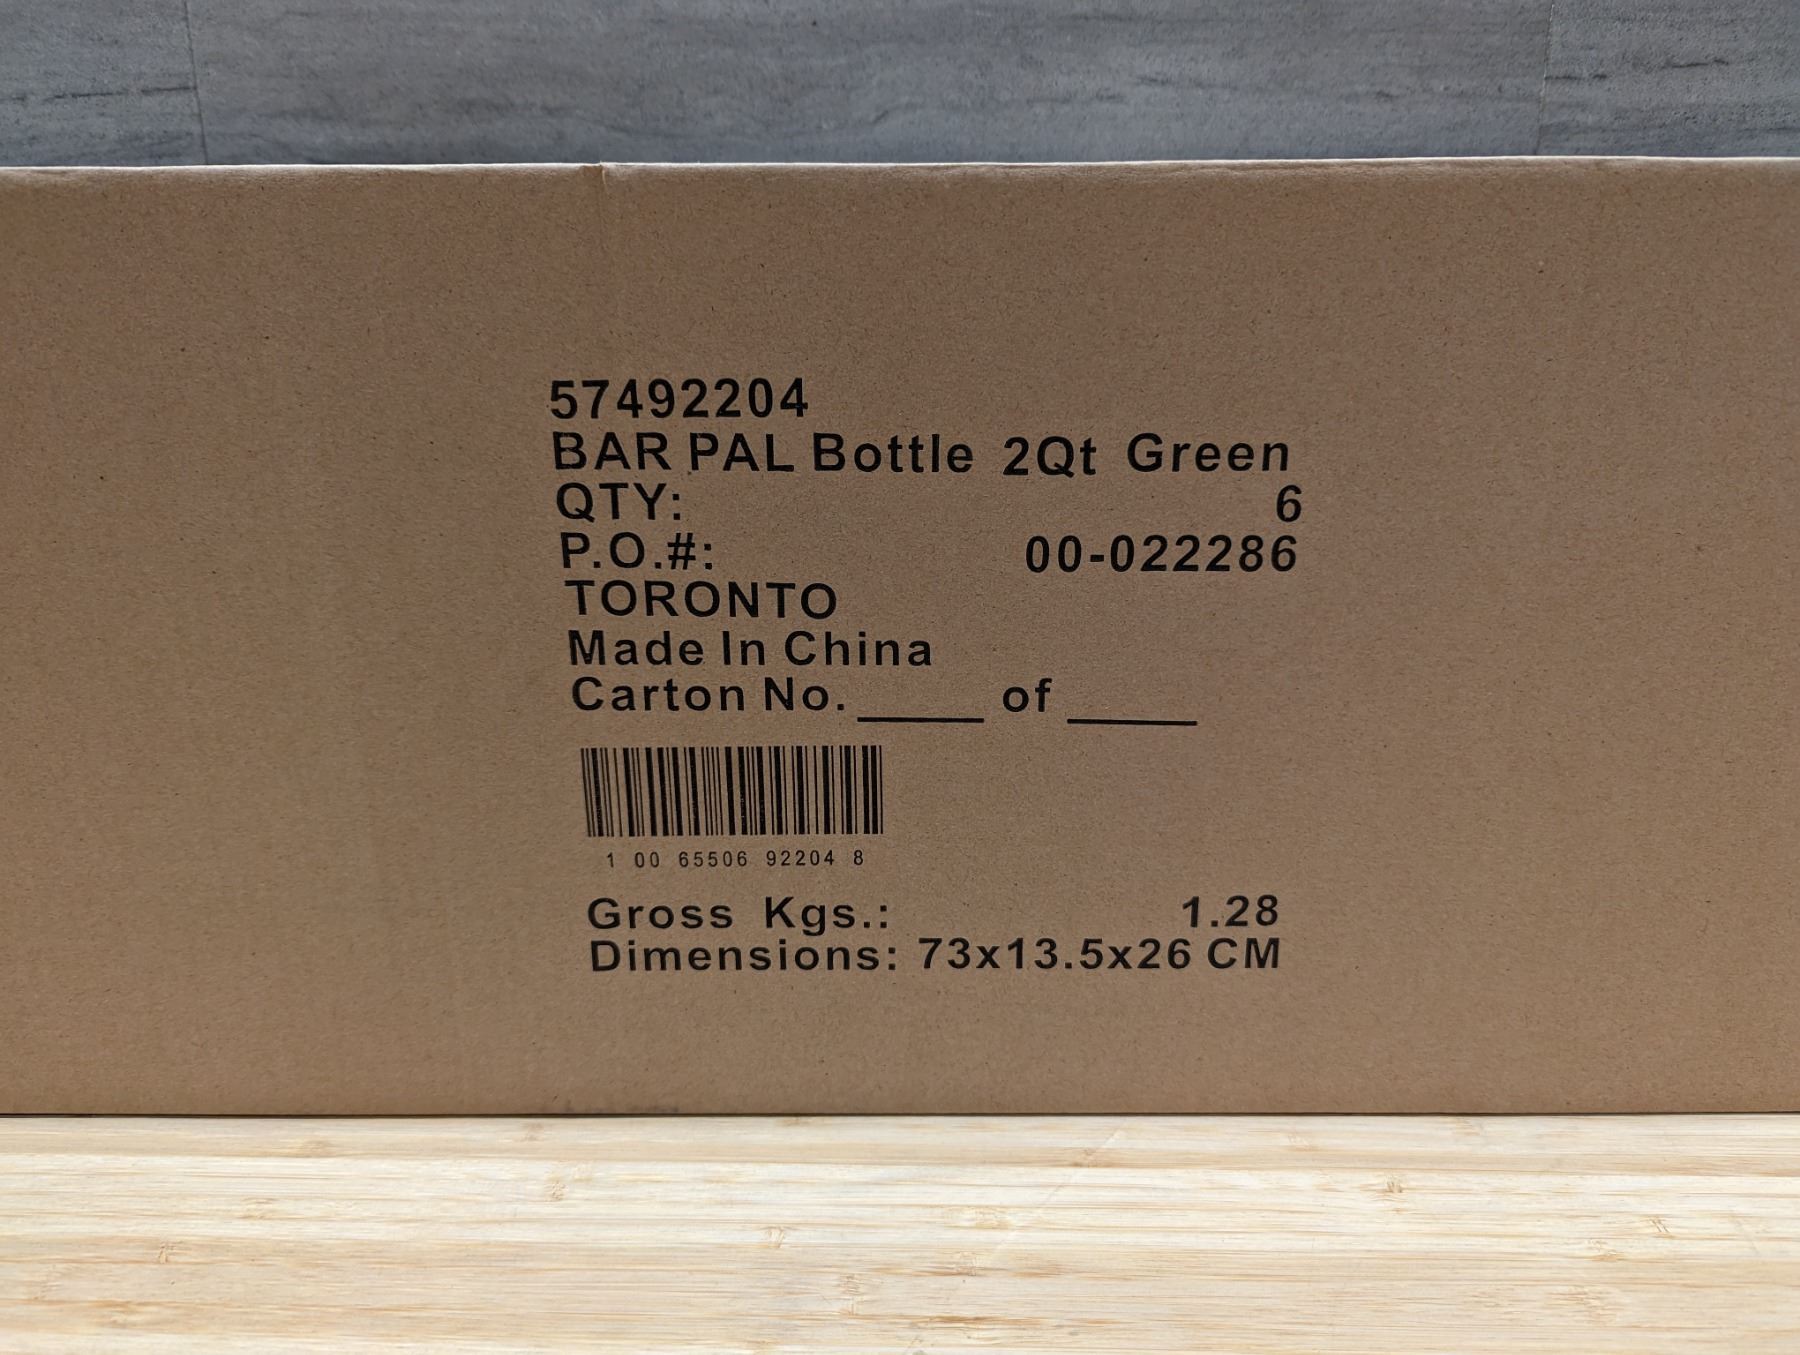 57492204
BAR PAL Bottle 2Qt Green
QTY: 6
P.O.#: 00-022286
TORONTO
Made In China
Carton No. _____ of _____
1 00 65506 92204 8
Gross Kgs.: 1.28
Dimensions: 73x13.5x26 CM